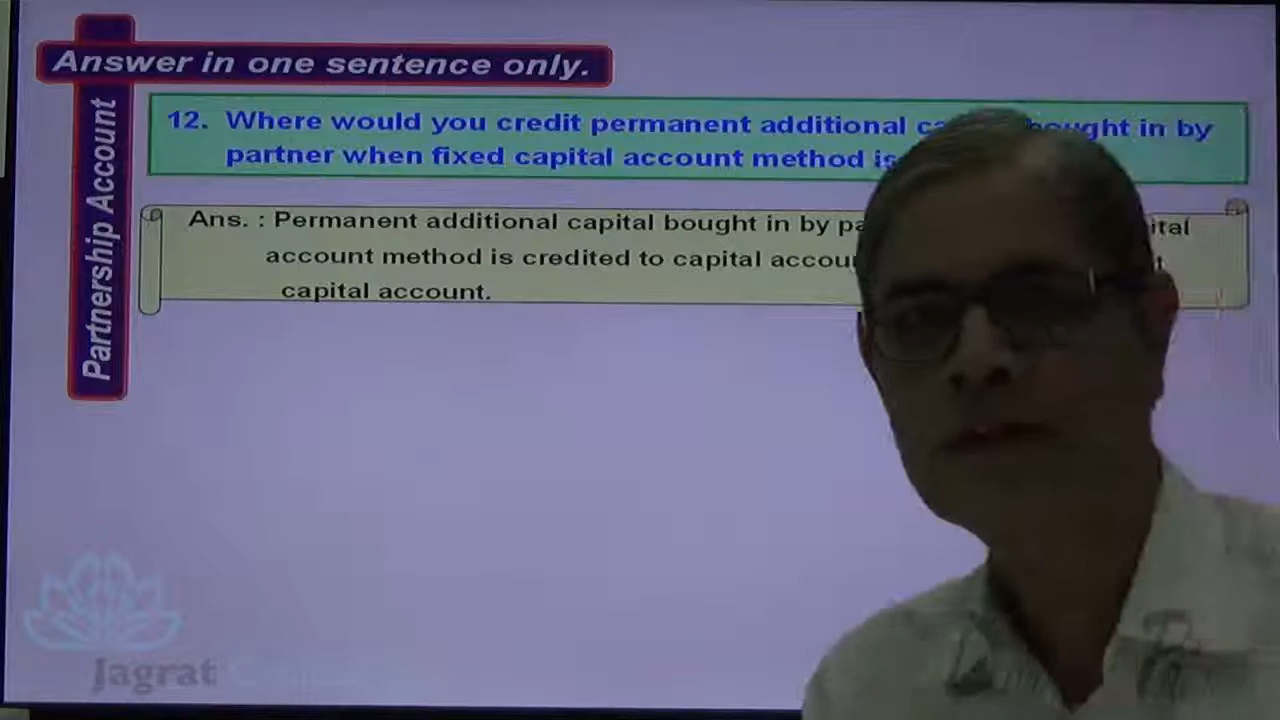 Answer in one sentence only.
Partnership Account
12. Where would you credit permanent additional bought in by
partner when fixed capital account method is
Ans. : Permanent additional capital bought in by
account method is credited to capital
capital account.
Jagrat